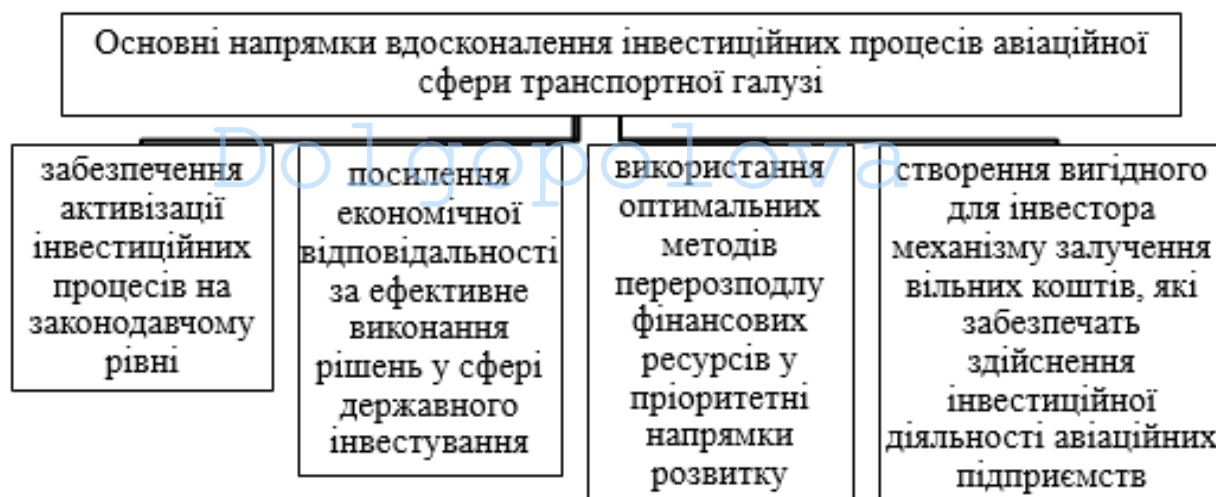 Основні напрямки вдосконалення інвестиційних процесів авіаційної
сфери транспортної галузі
Dolgopolova
забезпечення
активізації
інвестиційних
процесів на
законодавчому
рівні
посилення
економічної
відповідальності
за ефективне
виконання
рішень у сфері
державного
інвестування
використання
оптимальних
методів
перерозподлу
фінансових
ресурсів у
пріоритетні
напрямки
розвитку
створення вигідного
для інвестора
механізму залучення
вільних коштів, які
забезпечать
здійснення
інвестиційної
діяльності авіаційних
підприємств